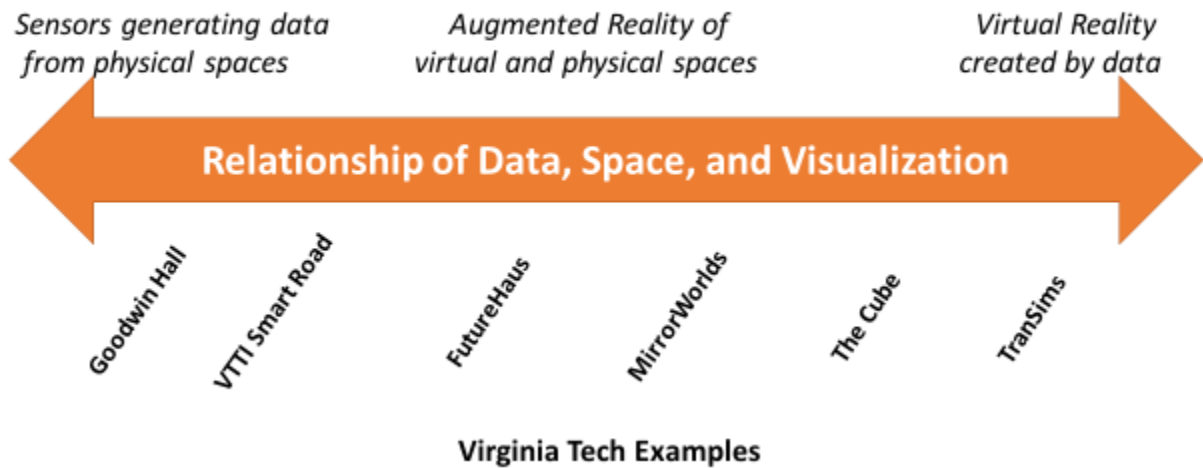 Sensors generating data
from physical spaces
Augmented Reality of
virtual and physical spaces
Virtual Reality
created by data
Relationship of Data, Space, and Visualization
Goodwin Hall
VTTI Smart Road
FutureHaus
MirrorWorlds
The Cube
TranSims
Virginia Tech Examples